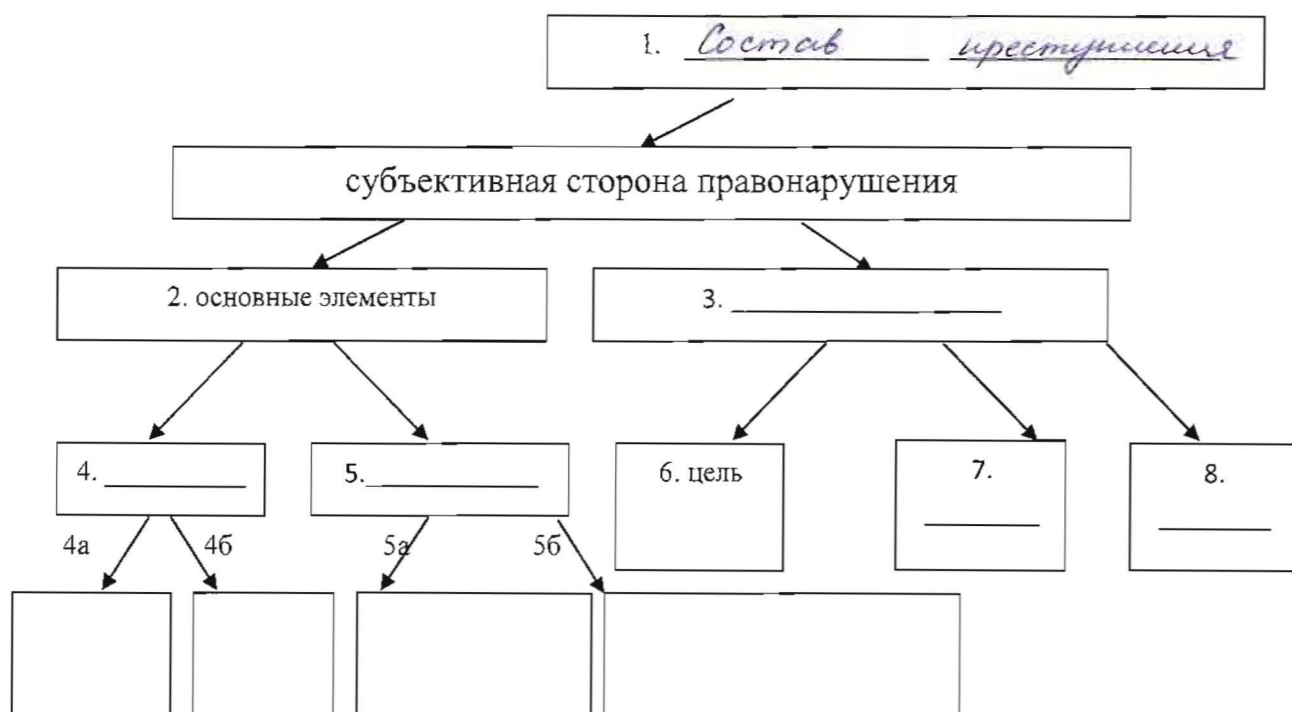 1. Состав преступления
субъективная сторона правонарушения
2. основные элементы
3.
4.
5.
6. цель
7.
8.
4а
4б
5а
5б